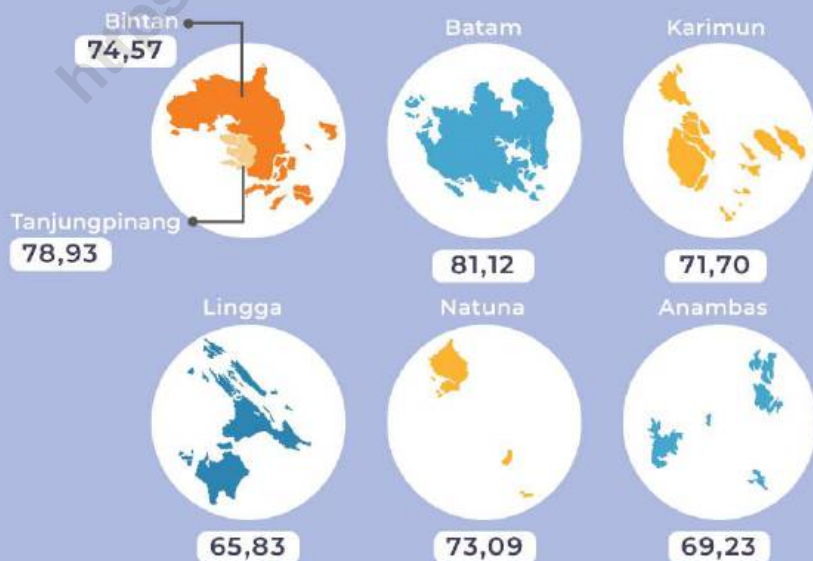 Bintan
74,57
Tanjungpinang
78,93
Batam
81,12
Karimun
71,70
Lingga
65,83
Natuna
73,09
Anambas
69,23